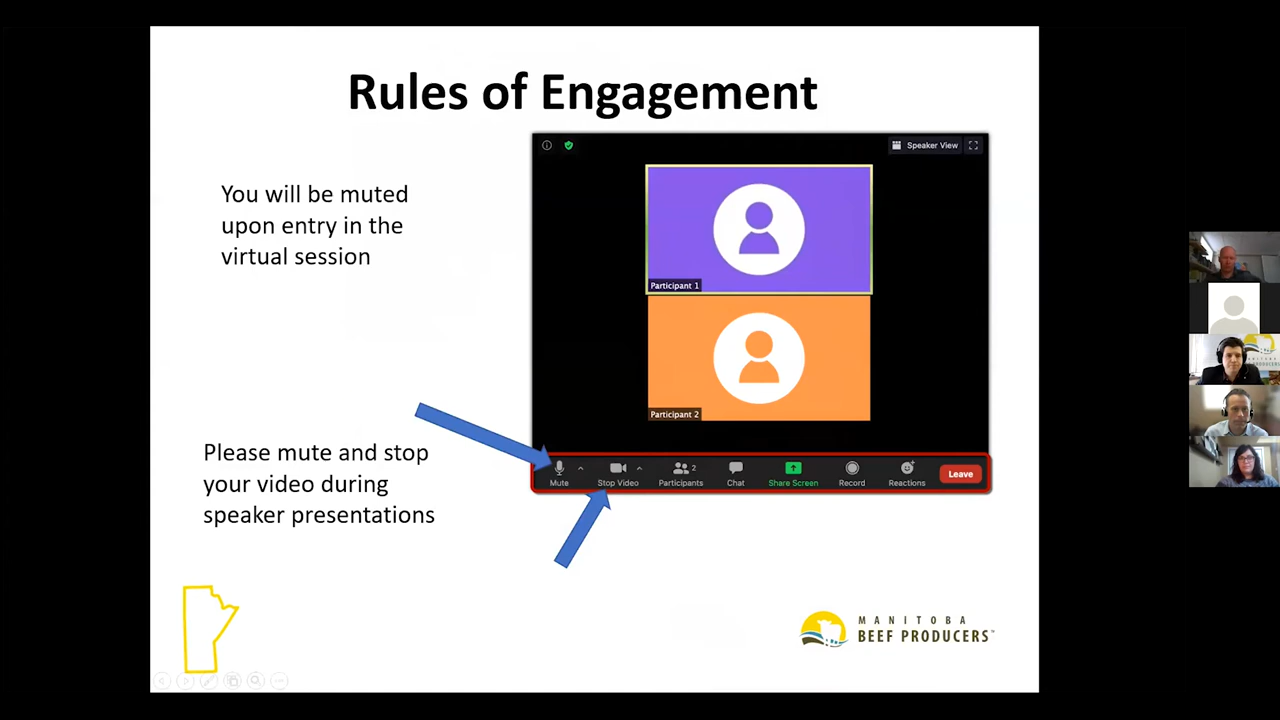 Rules of Engagement
You will be muted
upon entry in the
virtual session
Speaker View
Participant 1
Participant 2
Please mute and stop
your video during
speaker presentations
Mute
Stop Video
2
Participants
Chat
Share Screen
Record
Reactions
Leave
MANITOBA
BEEF PRODUCERS™